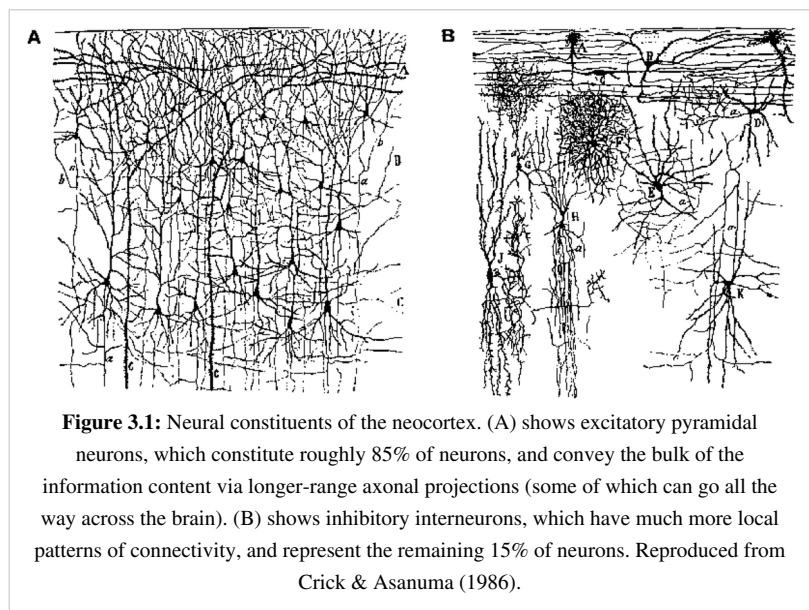 A
B
A
b
a
b
a
B
C
a
C
C
A
B
A
a
D
a
G
E
a
H
a
J
a
K
Figure 3.1: Neural constituents of the neocortex. (A) shows excitatory pyramidal
neurons, which constitute roughly 85% of neurons, and convey the bulk of the
information content via longer-range axonal projections (some of which can go all the
way across the brain). (B) shows inhibitory interneurons, which have much more local
patterns of connectivity, and represent the remaining 15% of neurons. Reproduced from
Crick & Asanuma (1986).